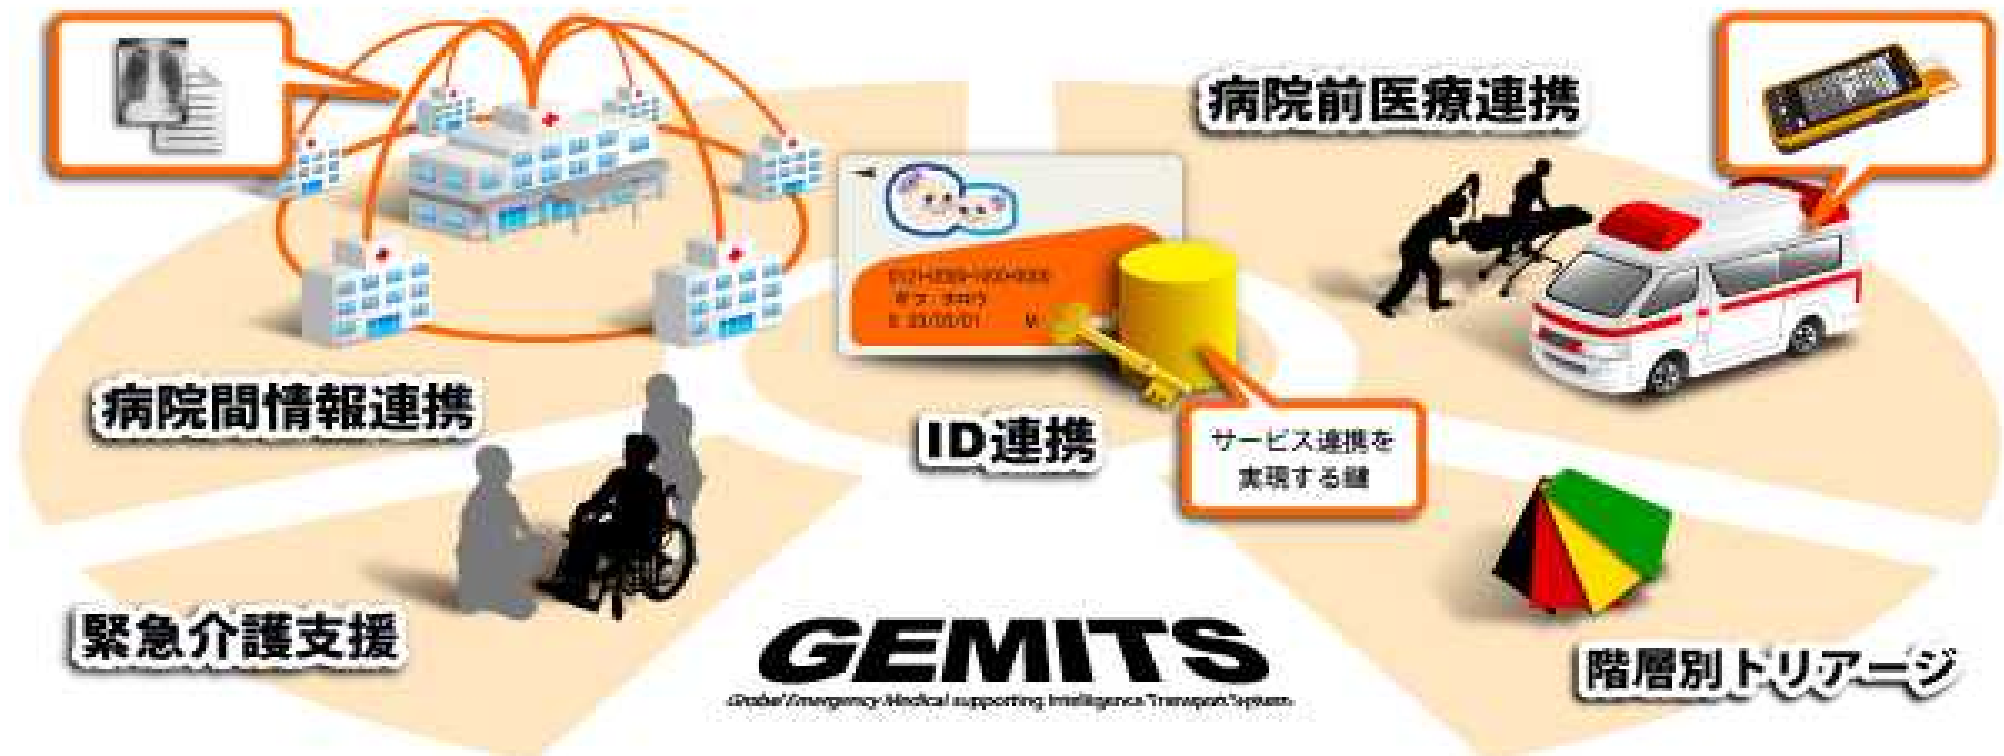 病院前医療連携
病院間情報連携
ID連携
サービス連携を
実現する鍵
緊急介護支援
階層別トリアージ
GEMITS
Global Emergency Medical supporting Intelligence Transport System